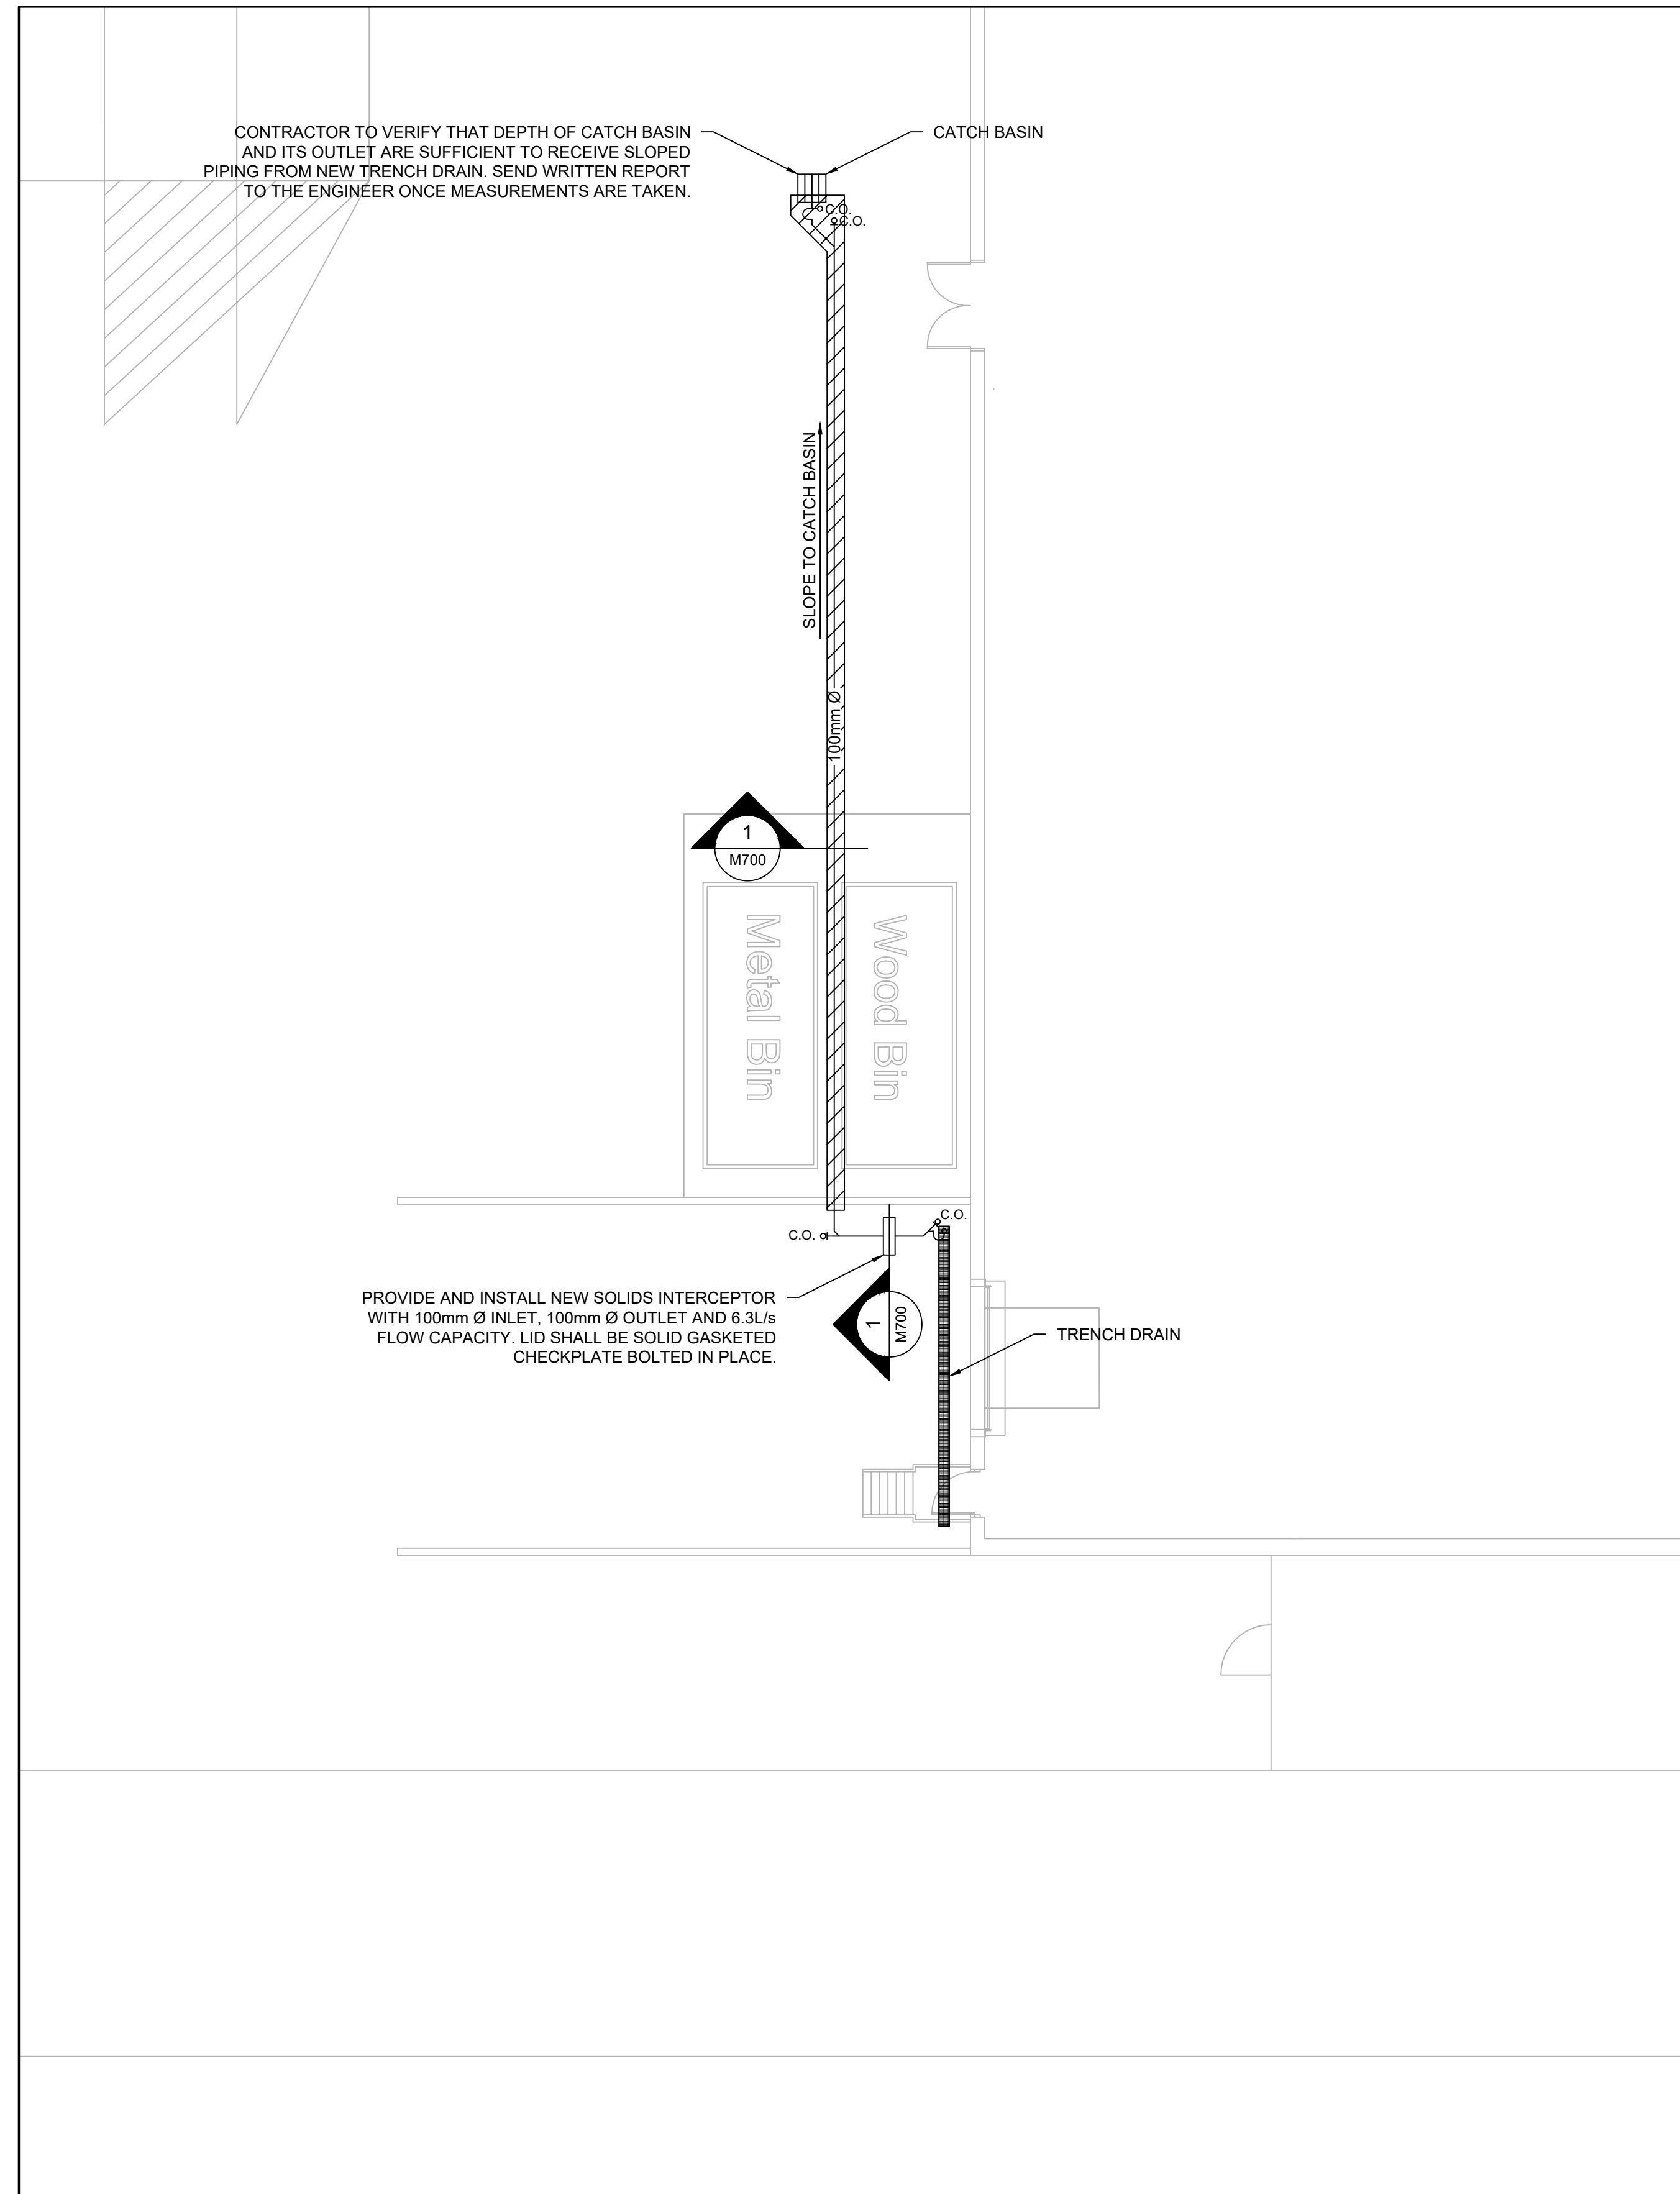 CONTRACTOR TO VERIFY THAT DEPTH OF CATCH BASIN
AND ITS OUTLET ARE SUFFICIENT TO RECEIVE SLOPED
PIPING FROM NEW TRENCH DRAIN. SEND WRITTEN REPORT
TO THE ENGINEER ONCE MEASUREMENTS ARE TAKEN.
CATCH BASIN
C.O.
C.O.
SLOPE TO CATCH BASIN
100mm Ø
1
M700
Metal Bin
Wood Bin
C.O.
C.O.
PROVIDE AND INSTALL NEW SOLIDS INTERCEPTOR
WITH 100mm Ø INLET, 100mm Ø OUTLET AND 6.3L/s
FLOW CAPACITY. LID SHALL BE SOLID GASKETED
CHECKPLATE BOLTED IN PLACE.
1
M700
TRENCH DRAIN